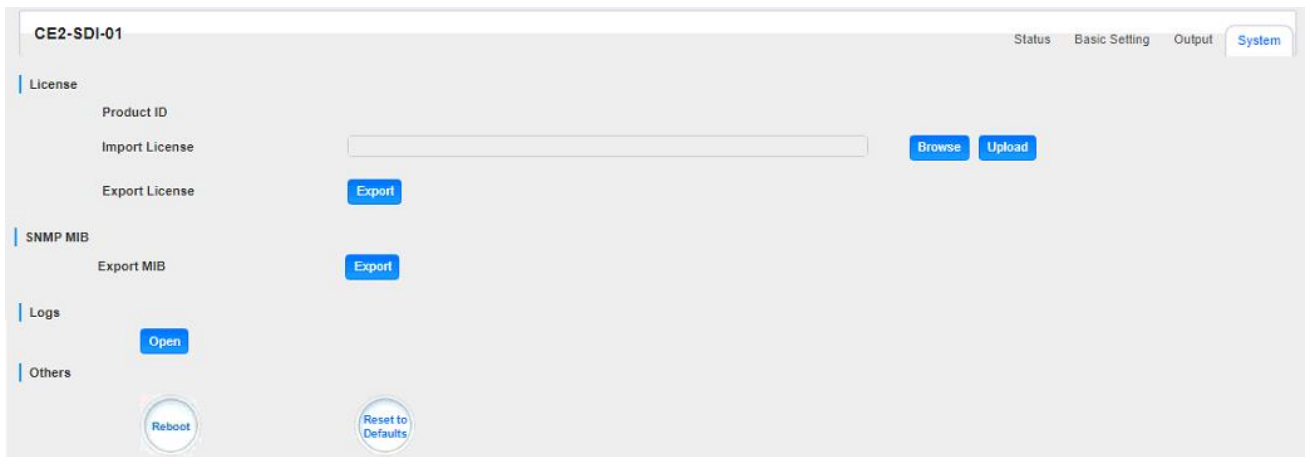 CE2-SDI-01
Status Basic Setting Output System
License
Product ID
Import License Browse Upload
Export License Export
SNMP MIB
Export MIB Export
Logs
Open
Others
Reboot Reset to
Defaults